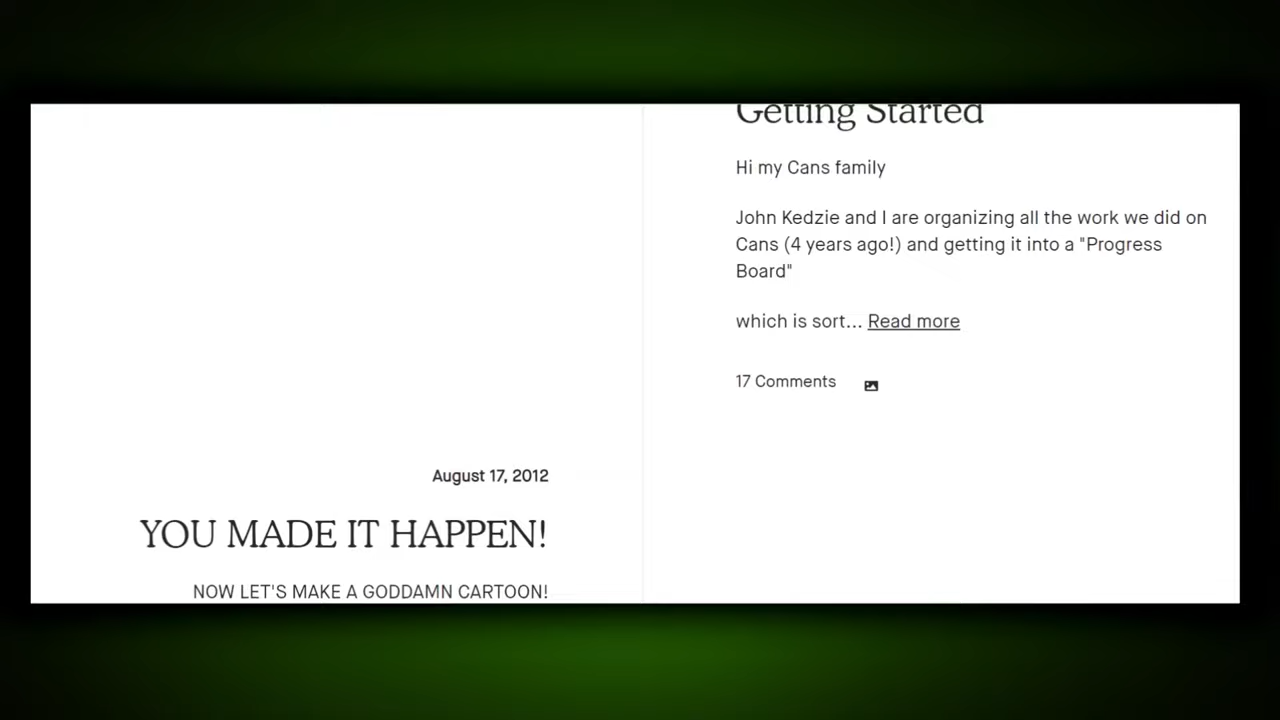 Getting Started
Hi my Cans family
John Kedzie and I are organizing all the work we did on
Cans (4 years ago!) and getting it into a "Progress
Board"
which is sort... Read more
17 Comments
August 17, 2012
YOU MADE IT HAPPEN!
NOW LET'S MAKE A GODDAMN CARTOON!